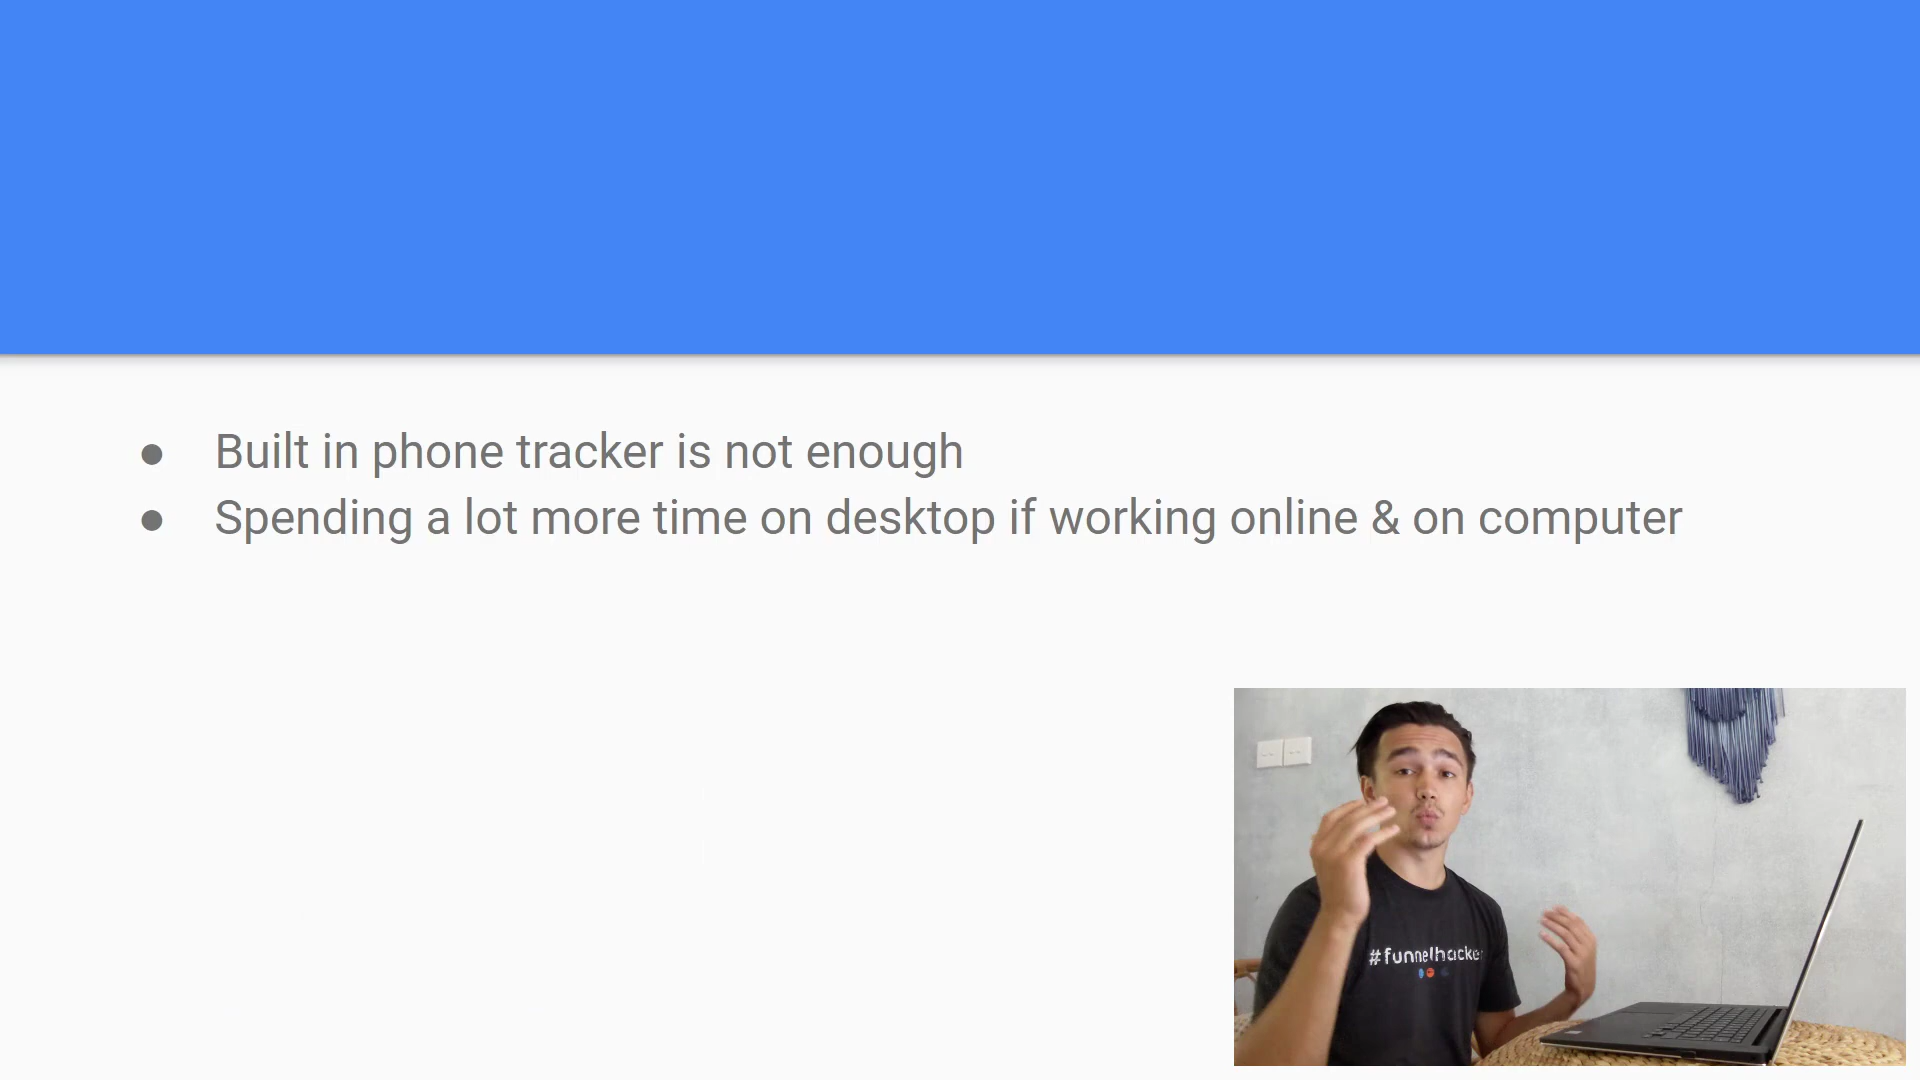 Built in phone tracker is not enough
Spending a lot more time on desktop if working online & on computer
#funnelhacker